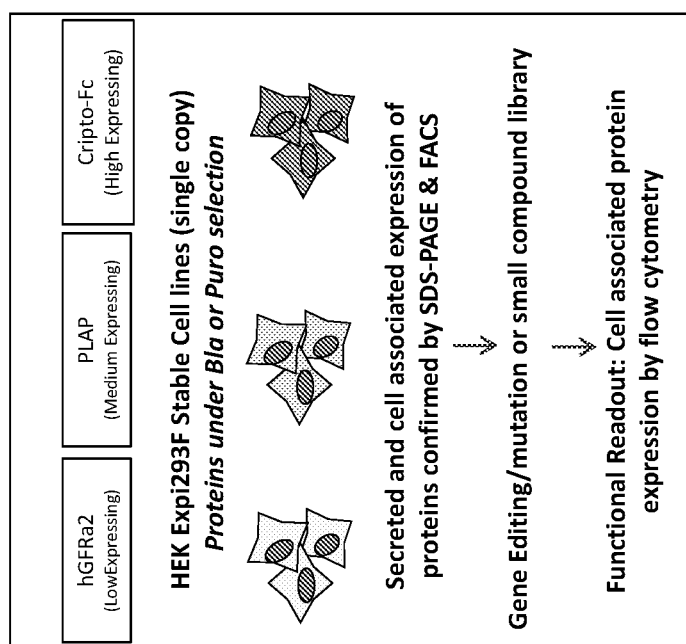 hGFRa2
(LowExpressing)
PLAP
(Medium Expressing)
Cripto-Fc
(High Expressing)
HEK Expi293F Stable Cell lines (single copy)
Proteins under Bla or Puro selection
Secreted and cell associated expression of
proteins confirmed by SDS-PAGE & FACS
Gene Editing/mutation or small compound library
Functional Readout: Cell associated protein
expression by flow cytometry